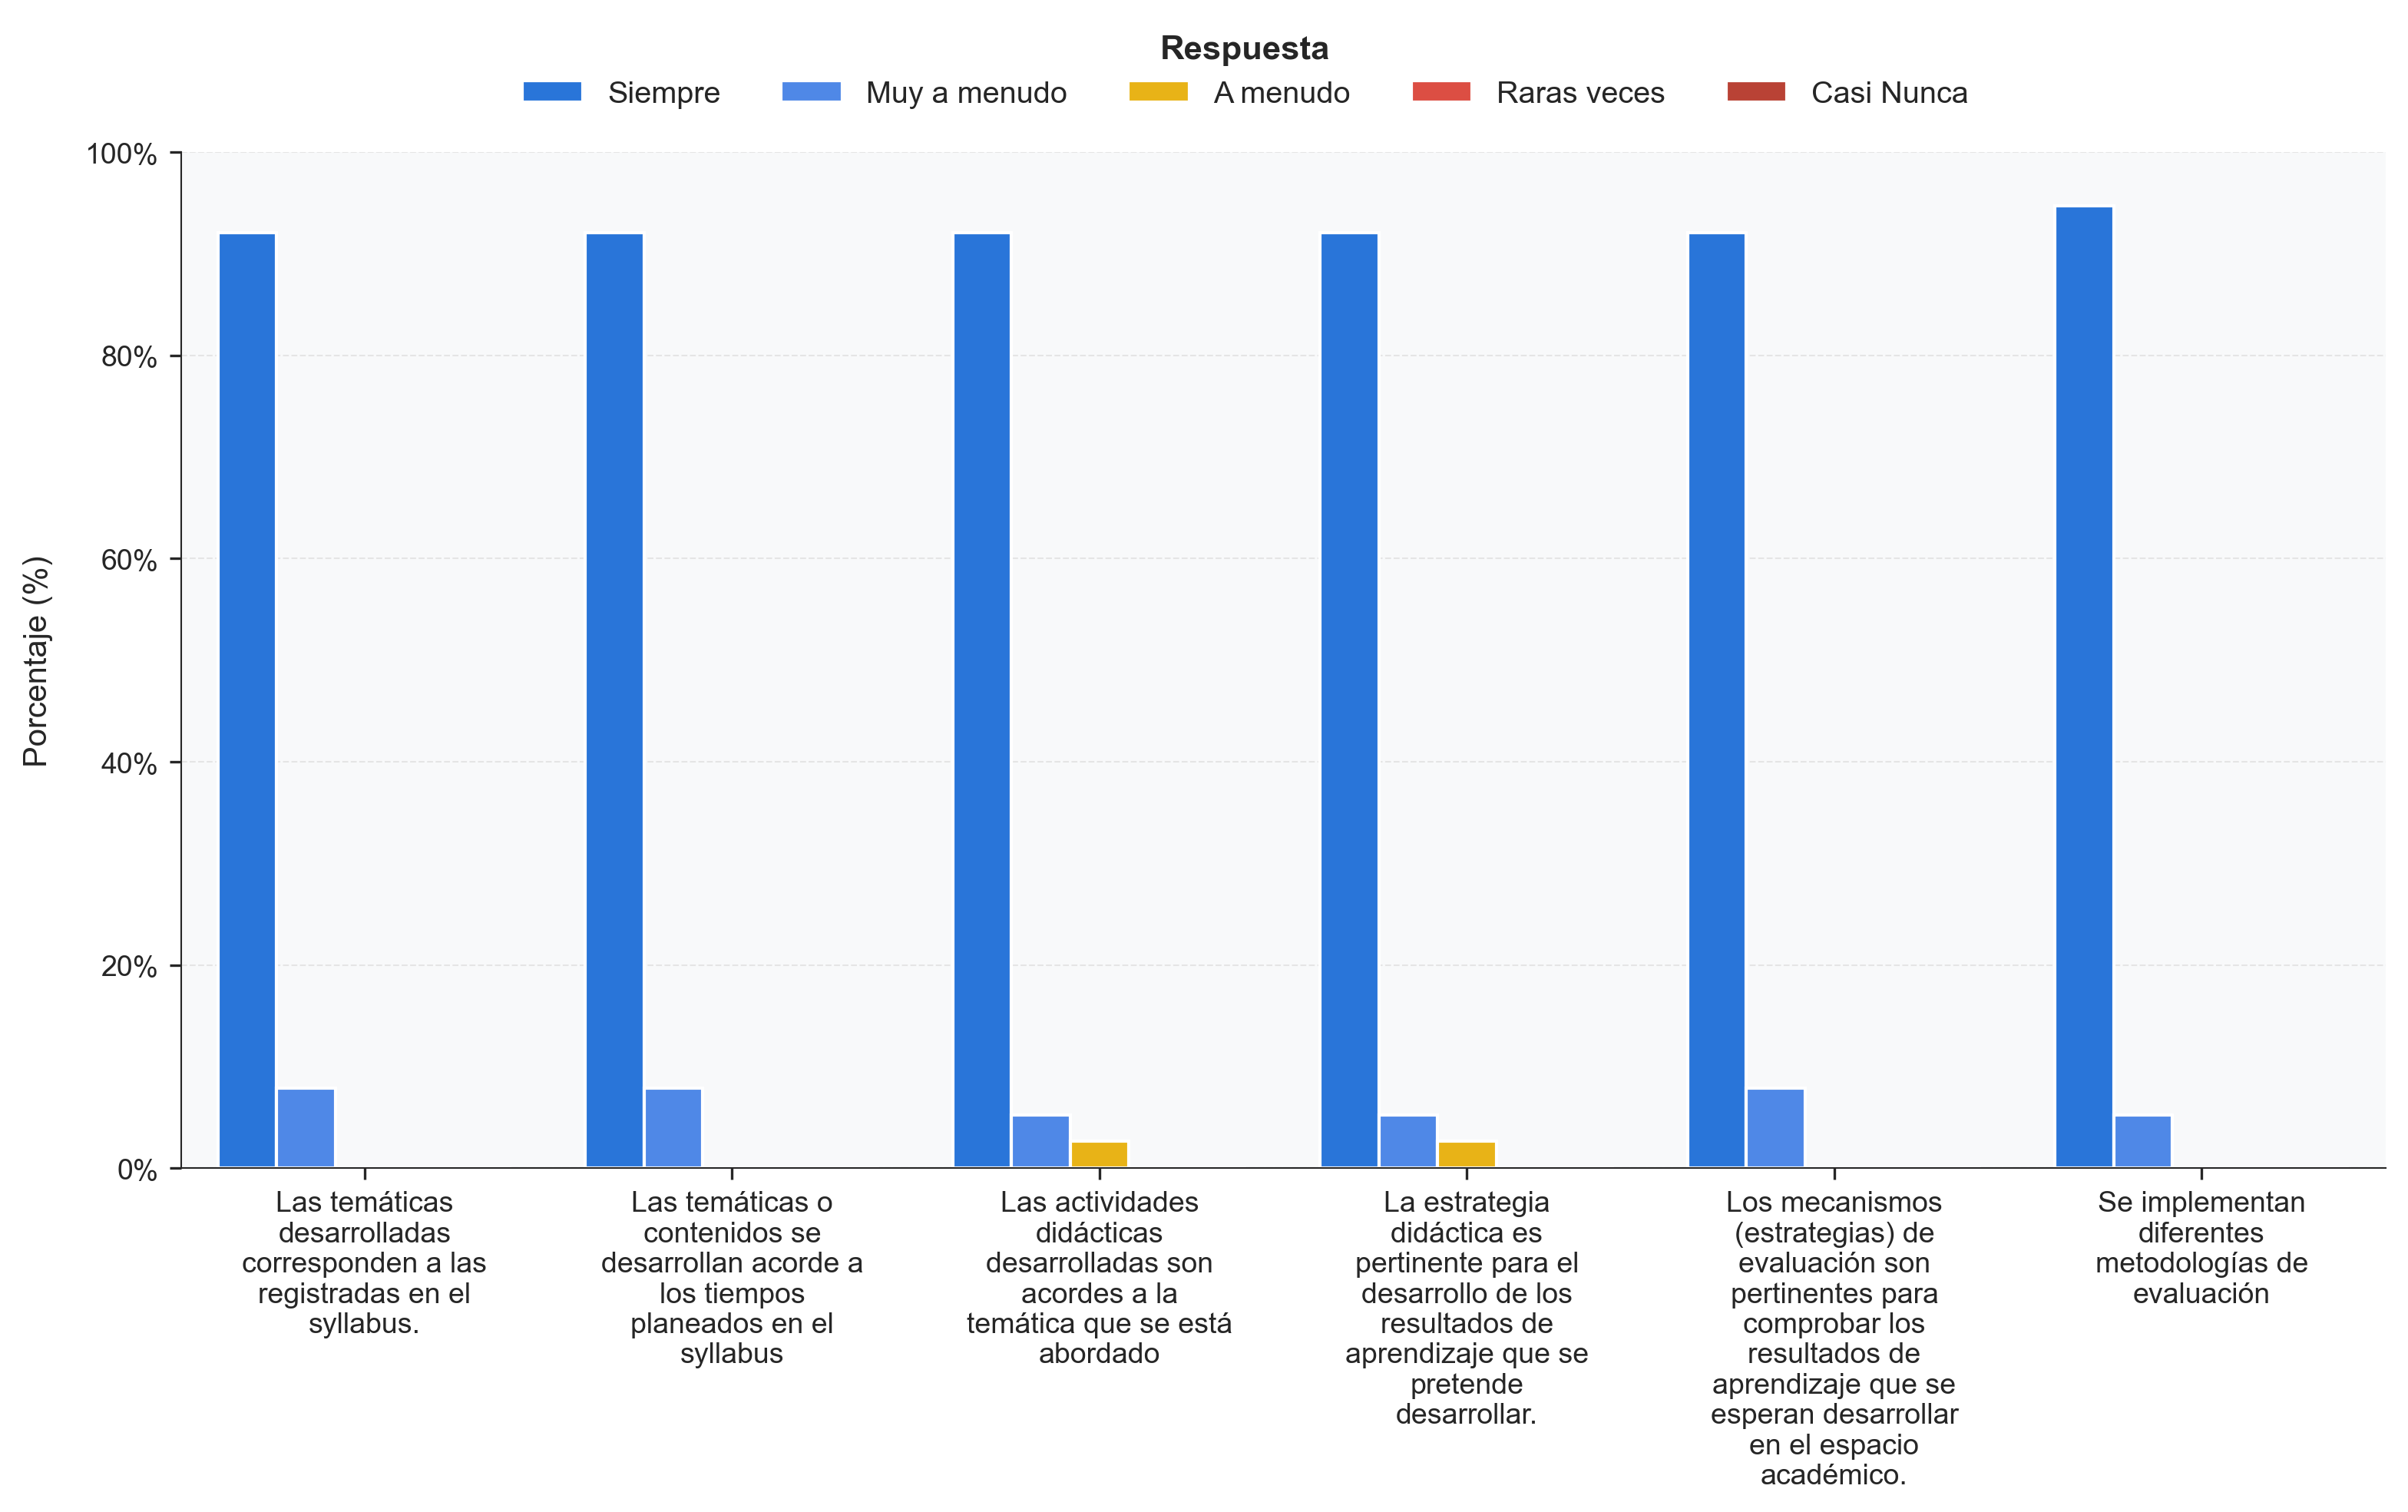 Respuesta
Siempre
Muy a menudo
A menudo
Raras veces
Casi Nunca
Porcentaje (%)
100%
80%
60%
40%
20%
0%
Las temáticas
desarrolladas
corresponden a las
registradas en el
syllabus.
Las temáticas o
contenidos se
desarrollan acorde a
los tiempos
planeados en el
syllabus
Las actividades
didácticas
desarrolladas son
acordes a la
temática que se está
abordado
La estrategia
didáctica es
pertinente para el
desarrollo de los
resultados de
aprendizaje que se
pretende
desarrollar.
Los mecanismos
(estrategias) de
evaluación son
pertinentes para
comprobar los
resultados de
aprendizaje que se
esperan desarrollar
en el espacio
académico.
Se implementan
diferentes
metodologías de
evaluación